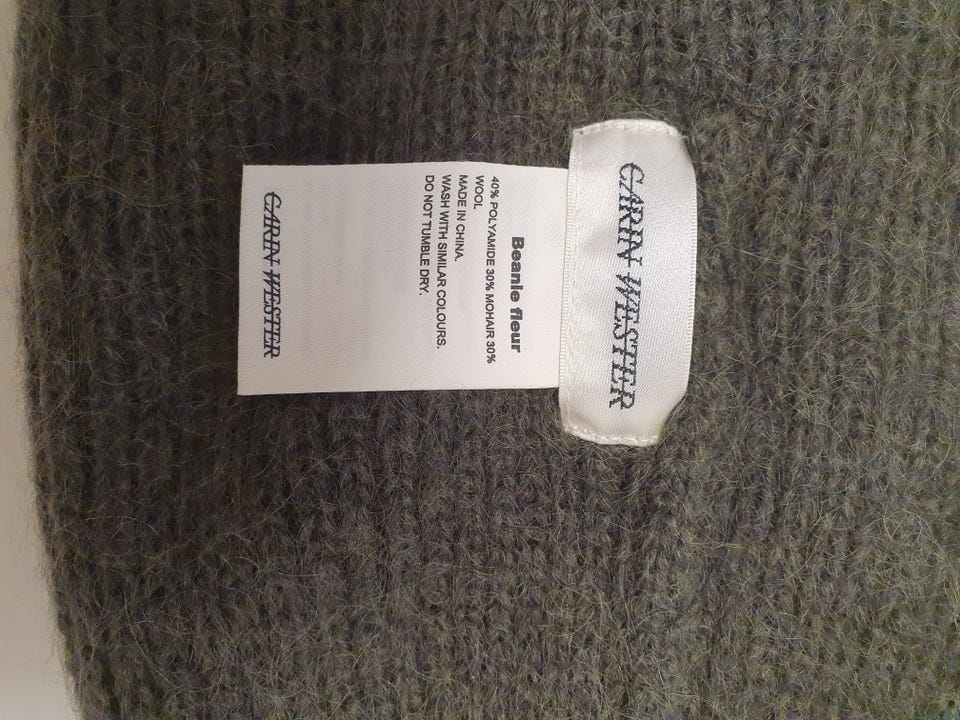 CARIN WESTER
Beanie fleur
40% POLYAMIDE 30% MOHAIR 30%
WOOL
MADE IN CHINA.
WASH WITH SIMILAR COLOURS.
DO NOT TUMBLE DRY.
CARIN WESTER